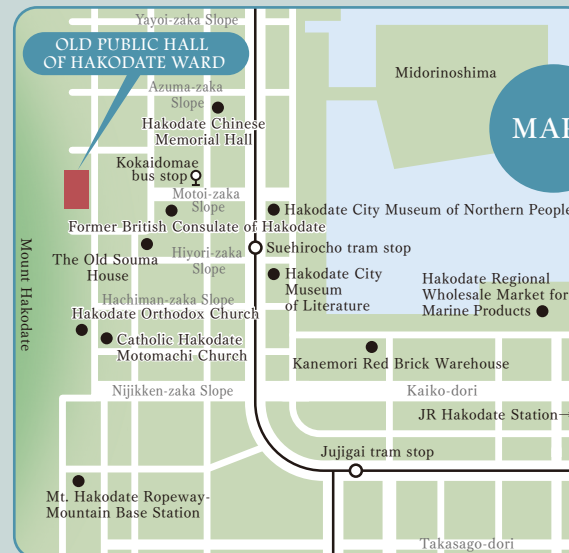 Yayoi-zaka Slope
OLD PUBLIC HALL
OF HAKODATE WARD
Midorinoshima
Azuma-zaka
Slope
Hakodate Chinese
Memorial Hall
Kokaidomae
bus stop
Motoi-zaka
Slope
Hakodate City Museum of Northern People
Former British Consulate of Hakodate
Suehirocho tram stop
Hiyori-zaka
Slope
The Old Souma
House
Mount Hakodate
Hakodate City
Museum
of Literature
Hakodate Regional
Wholesale Market for
Marine Products
Hachiman-zaka Slope
Hakodate Orthodox Church
Catholic Hakodate
Motomachi Church
Kanemori Red Brick Warehouse
Nijikken-zaka Slope
Kaiko-dori
JR Hakodate Station→
Jujigai tram stop
Mt. Hakodate Ropeway-
Mountain Base Station
Takasago-dori